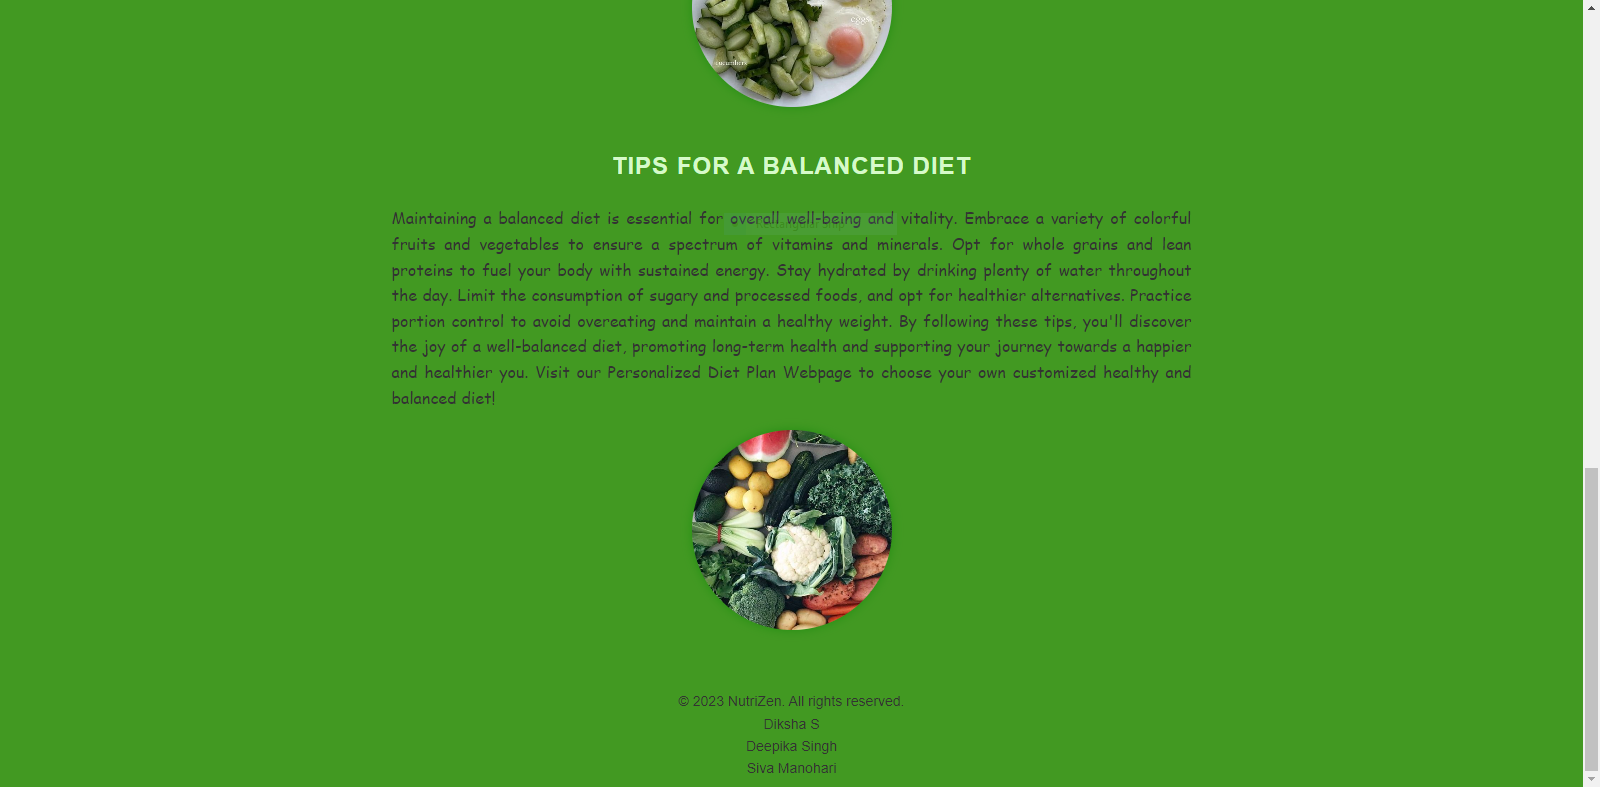 eggs
cucumbers
TIPS FOR A BALANCED DIET
Maintaining a balanced diet is essential for overall well-being and vitality. Embrace a variety of colorful
fruits and vegetables to ensure a spectrum of vitamins and minerals. Opt for whole grains and lean
proteins to fuel your body with sustained energy. Stay hydrated by drinking plenty of water throughout
the day. Limit the consumption of sugary and processed foods, and opt for healthier alternatives. Practice
portion control to avoid overeating and maintain a healthy weight. By following these tips, you'll discover
the joy of a well-balanced diet, promoting long-term health and supporting your journey towards a happier
and healthier you. Visit our Personalized Diet Plan Webpage to choose your own customized healthy and
balanced diet!
Rectangular Snip
© 2023 NutriZen. All rights reserved.
Diksha S
Deepika Singh
Siva Manohari